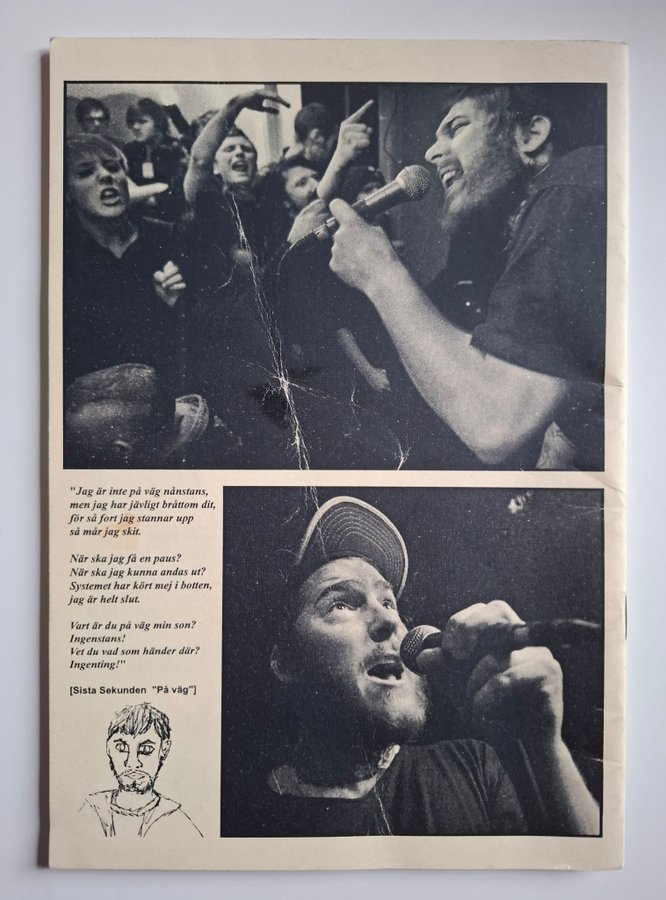 "Jag är inte på väg nånstans,
men jag har jävligt bråttom dit,
för så fort jag stannar upp
så mår jag skit.
När ska jag få en paus?
När ska jag kunna andas ut?
Systemet har kört mej i botten,
jag är helt slut.
Vart är du på väg min son?
Ingenstans!
Vet du vad som händer där?
Ingenting!"
[Sista Sekunden "På väg"]